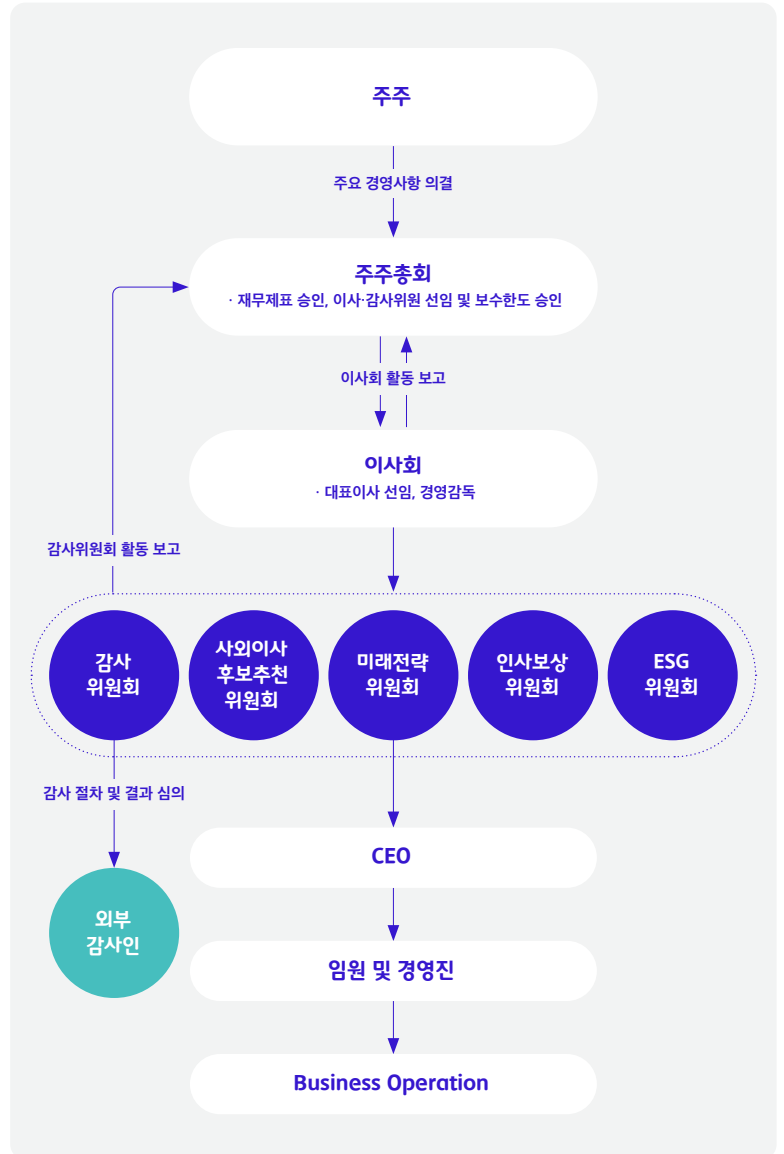 주주
주요 경영사항 의결
주주총회
· 재무제표 승인, 이사·감사위원 선임 및 보수한도 승인
이사회 활동 보고
이사회
· 대표이사 선임, 경영감독
감사위원회 활동 보고
감사
위원회
사외이사
후보추천
위원회
미래전략
위원회
인사보상
위원회
ESG
위원회
감사 절차 및 결과 심의
CEO
외부
감사인
임원 및 경영진
Business Operation